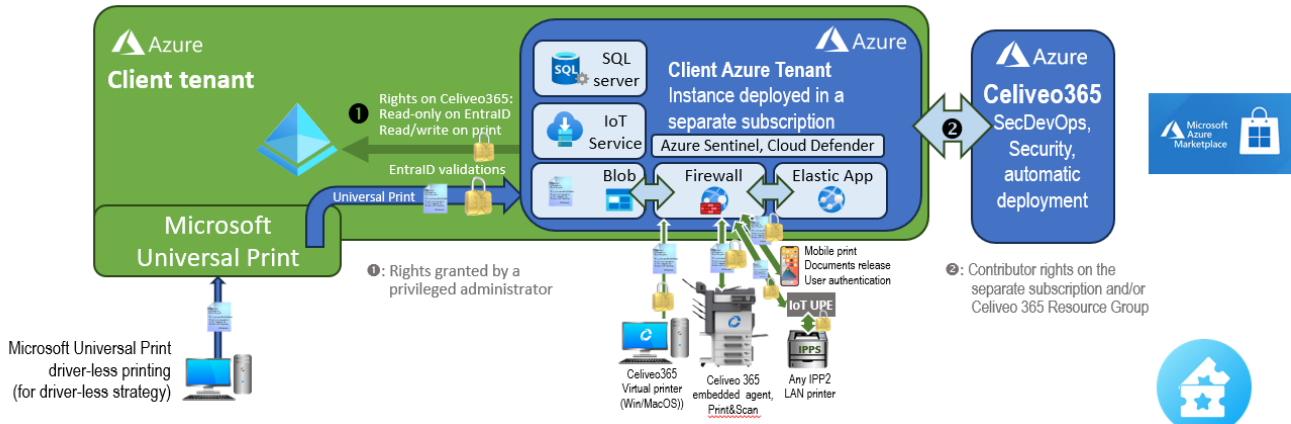 Azure
Client tenant
❶
Rights on Celiveo365:
Read-only on EntraID
Read/write on print
EntraID validations
Universal Print
Microsoft
Universal Print
Microsoft Universal Print
driver-less printing
(for driver-less strategy)
❶: Rights granted by a
privileged administrator
Azure
SQL
SQL
server
IoT
Service
Client Azure Tenant
Instance deployed in a
separate subscription
Azure Sentinel, Cloud Defender
Blob
Firewall
Elastic App
Mobile print
Documents release
User authentication
IoT UPE
IPPS
Celiveo365
Virtual printer
(Win/MacOS))
Celiveo 365
embedded agent,
Print&Scan
Any IPP2
LAN printer
❷
Azure
Celiveo365
SecDevOps,
Security,
automatic
deployment
❷: Contributor rights on the
separate subscription and/or
Celiveo 365 Resource Group
Microsoft
Azure
Marketplace